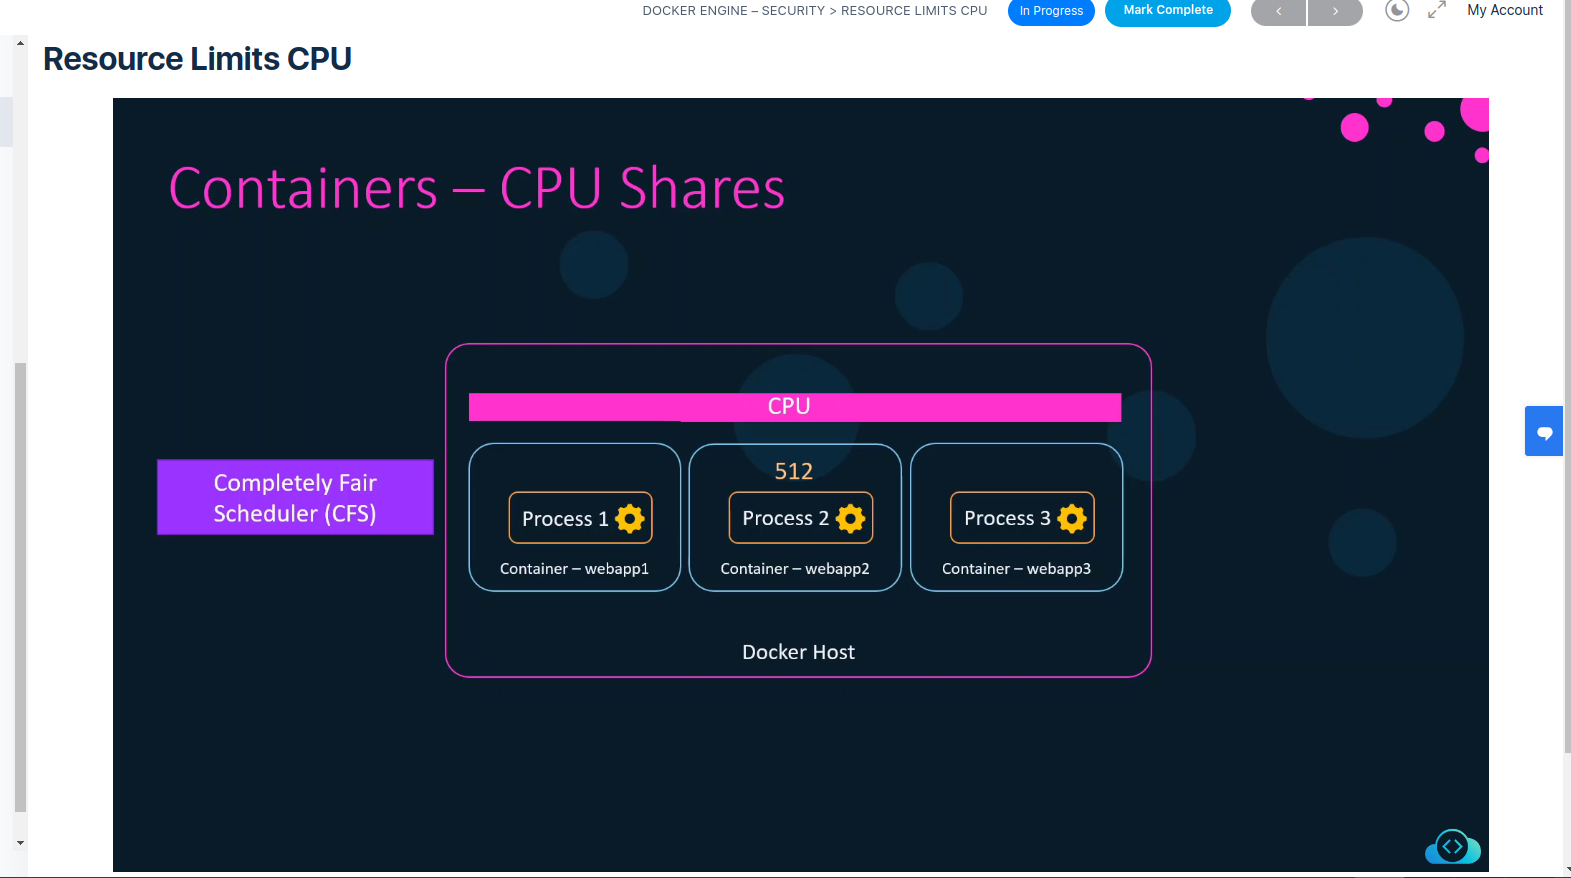 DOCKER ENGINE – SECURITY > RESOURCE LIMITS CPU
In Progress
Mark Complete
My Account
Resource Limits CPU
Containers – CPU Shares
CPU
512
Completely Fair
Scheduler (CFS)
Process 1
Process 2
Process 3
Container – webapp1
Container – webapp2
Container – webapp3
Docker Host